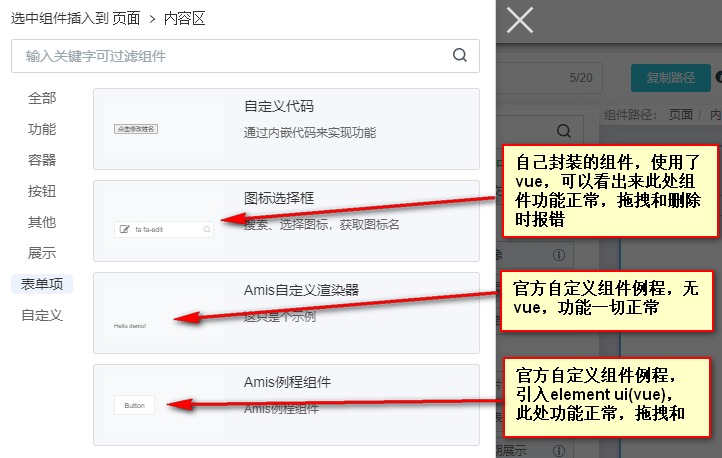 选中组件插入到 页面 > 内容区
输入关键字可过滤组件
全部
功能
容器
按钮
其他
展示
表单项
自定义
点击修改姓名
自定义代码
通过内嵌代码来实现功能
fa fa-edit
图标选择框
搜索、选择图标，获取图标名
Hello demo!
Amis自定义渲染器
这只是个示例
Button
Amis例程组件
Amis例程组件
5/20
复制路径
组件路径： 页面 / 内
自己封装的组件，使用了
vue，可以看出来此处组
件功能正常，拖拽和删除
时报错
官方自定义组件例程，无
vue，功能一切正常
官方自定义组件例程，
引入element ui(vue)，
此处功能正常，拖拽和